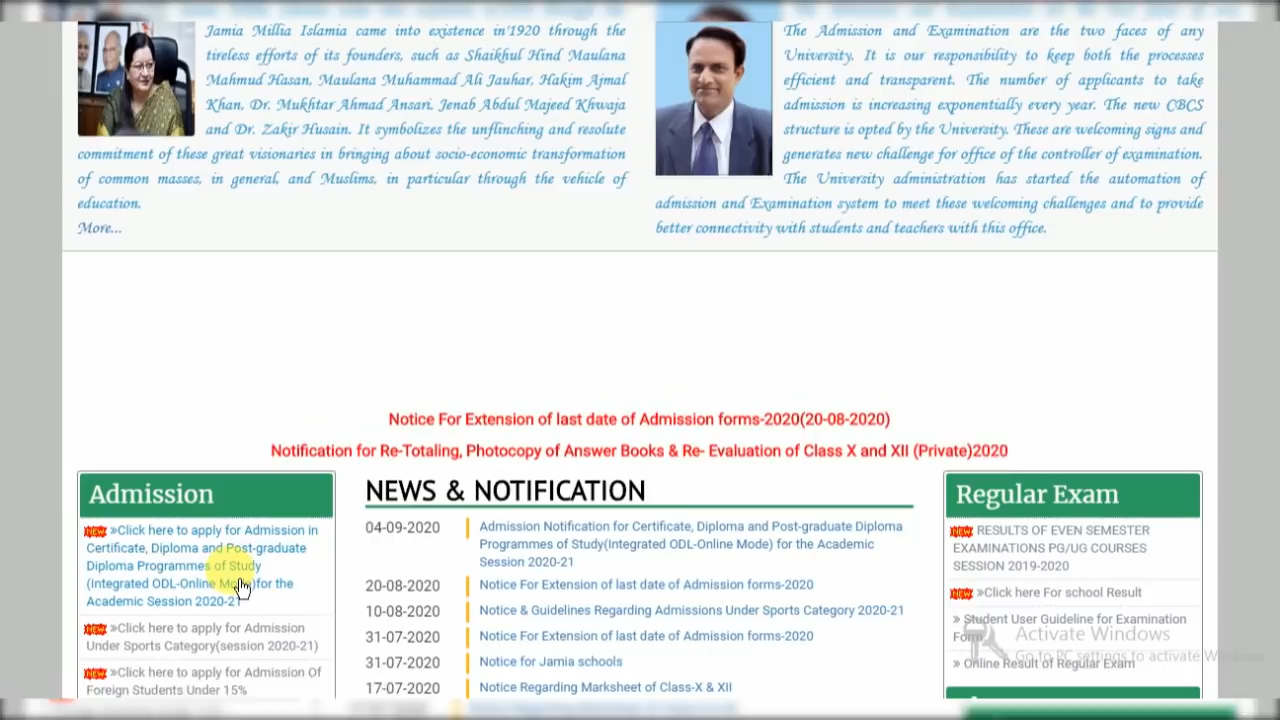 Jamia Millia Islamia came into existence in'1920 through the
tireless efforts of its founders, such as Shaikhul Hind Maulana
Mahmud Hasan, Maulana Muhammad Ali Jauhar, Hakim Ajmal
Khan, Dr. Mukhtar Ahmad Ansari, Jenab Abdul Majeed Khwaja
and Dr. Zakir Husain. It symbolizes the unflinching and resolute
commitment of these great visionaries in bringing about socio-economic transformation
of common masses, in general, and Muslims, in particular through the vehicle of
education.
More...
The Admission and Examination are the two faces of any
University. It is our responsibility to keep both the processes
efficient and transparent. The number of applicants to take
admission is increasing exponentially every year. The new CBCS
structure is opted by the University. These are welcoming signs and
generates new challenge for office of the controller of examination.
The University administration has started the automation of
admission and Examination system to meet these welcoming challenges and to provide
better connectivity with students and teachers with this office.
Notice For Extension of last date of Admission forms-2020(20-08-2020)
Notification for Re-Totaling, Photocopy of Answer Books & Re- Evaluation of Class X and XII (Private)2020
Admission
NEW »Click here to apply for Admission in
Certificate, Diploma and Post-graduate
Diploma Programmes of Study
(Integrated ODL-Online Mode)for the
Academic Session 2020-21
NEW »Click here to apply for Admission
Under Sports Category(session 2020-21)
NEW »Click here to apply for Admission Of
Foreign Students Under 15%
NEWS & NOTIFICATION
04-09-2020 Admission Notification for Certificate, Diploma and Post-graduate Diploma
Programmes of Study(Integrated ODL-Online Mode) for the Academic
Session 2020-21
20-08-2020 Notice For Extension of last date of Admission forms-2020
10-08-2020 Notice & Guidelines Regarding Admissions Under Sports Category 2020-21
31-07-2020 Notice For Extension of last date of Admission forms-2020
31-07-2020 Notice for Jamia schools
17-07-2020 Notice Regarding Marksheet of Class-X & XII
Regular Exam
NEW RESULTS OF EVEN SEMESTER
EXAMINATIONS PG/UG COURSES
SESSION 2019-2020
NEW »Click here For school Result
» Student User Guideline for Examination
» Online Result of Regular Exam
Activate Windows
Go to PC settings to activate Windows.